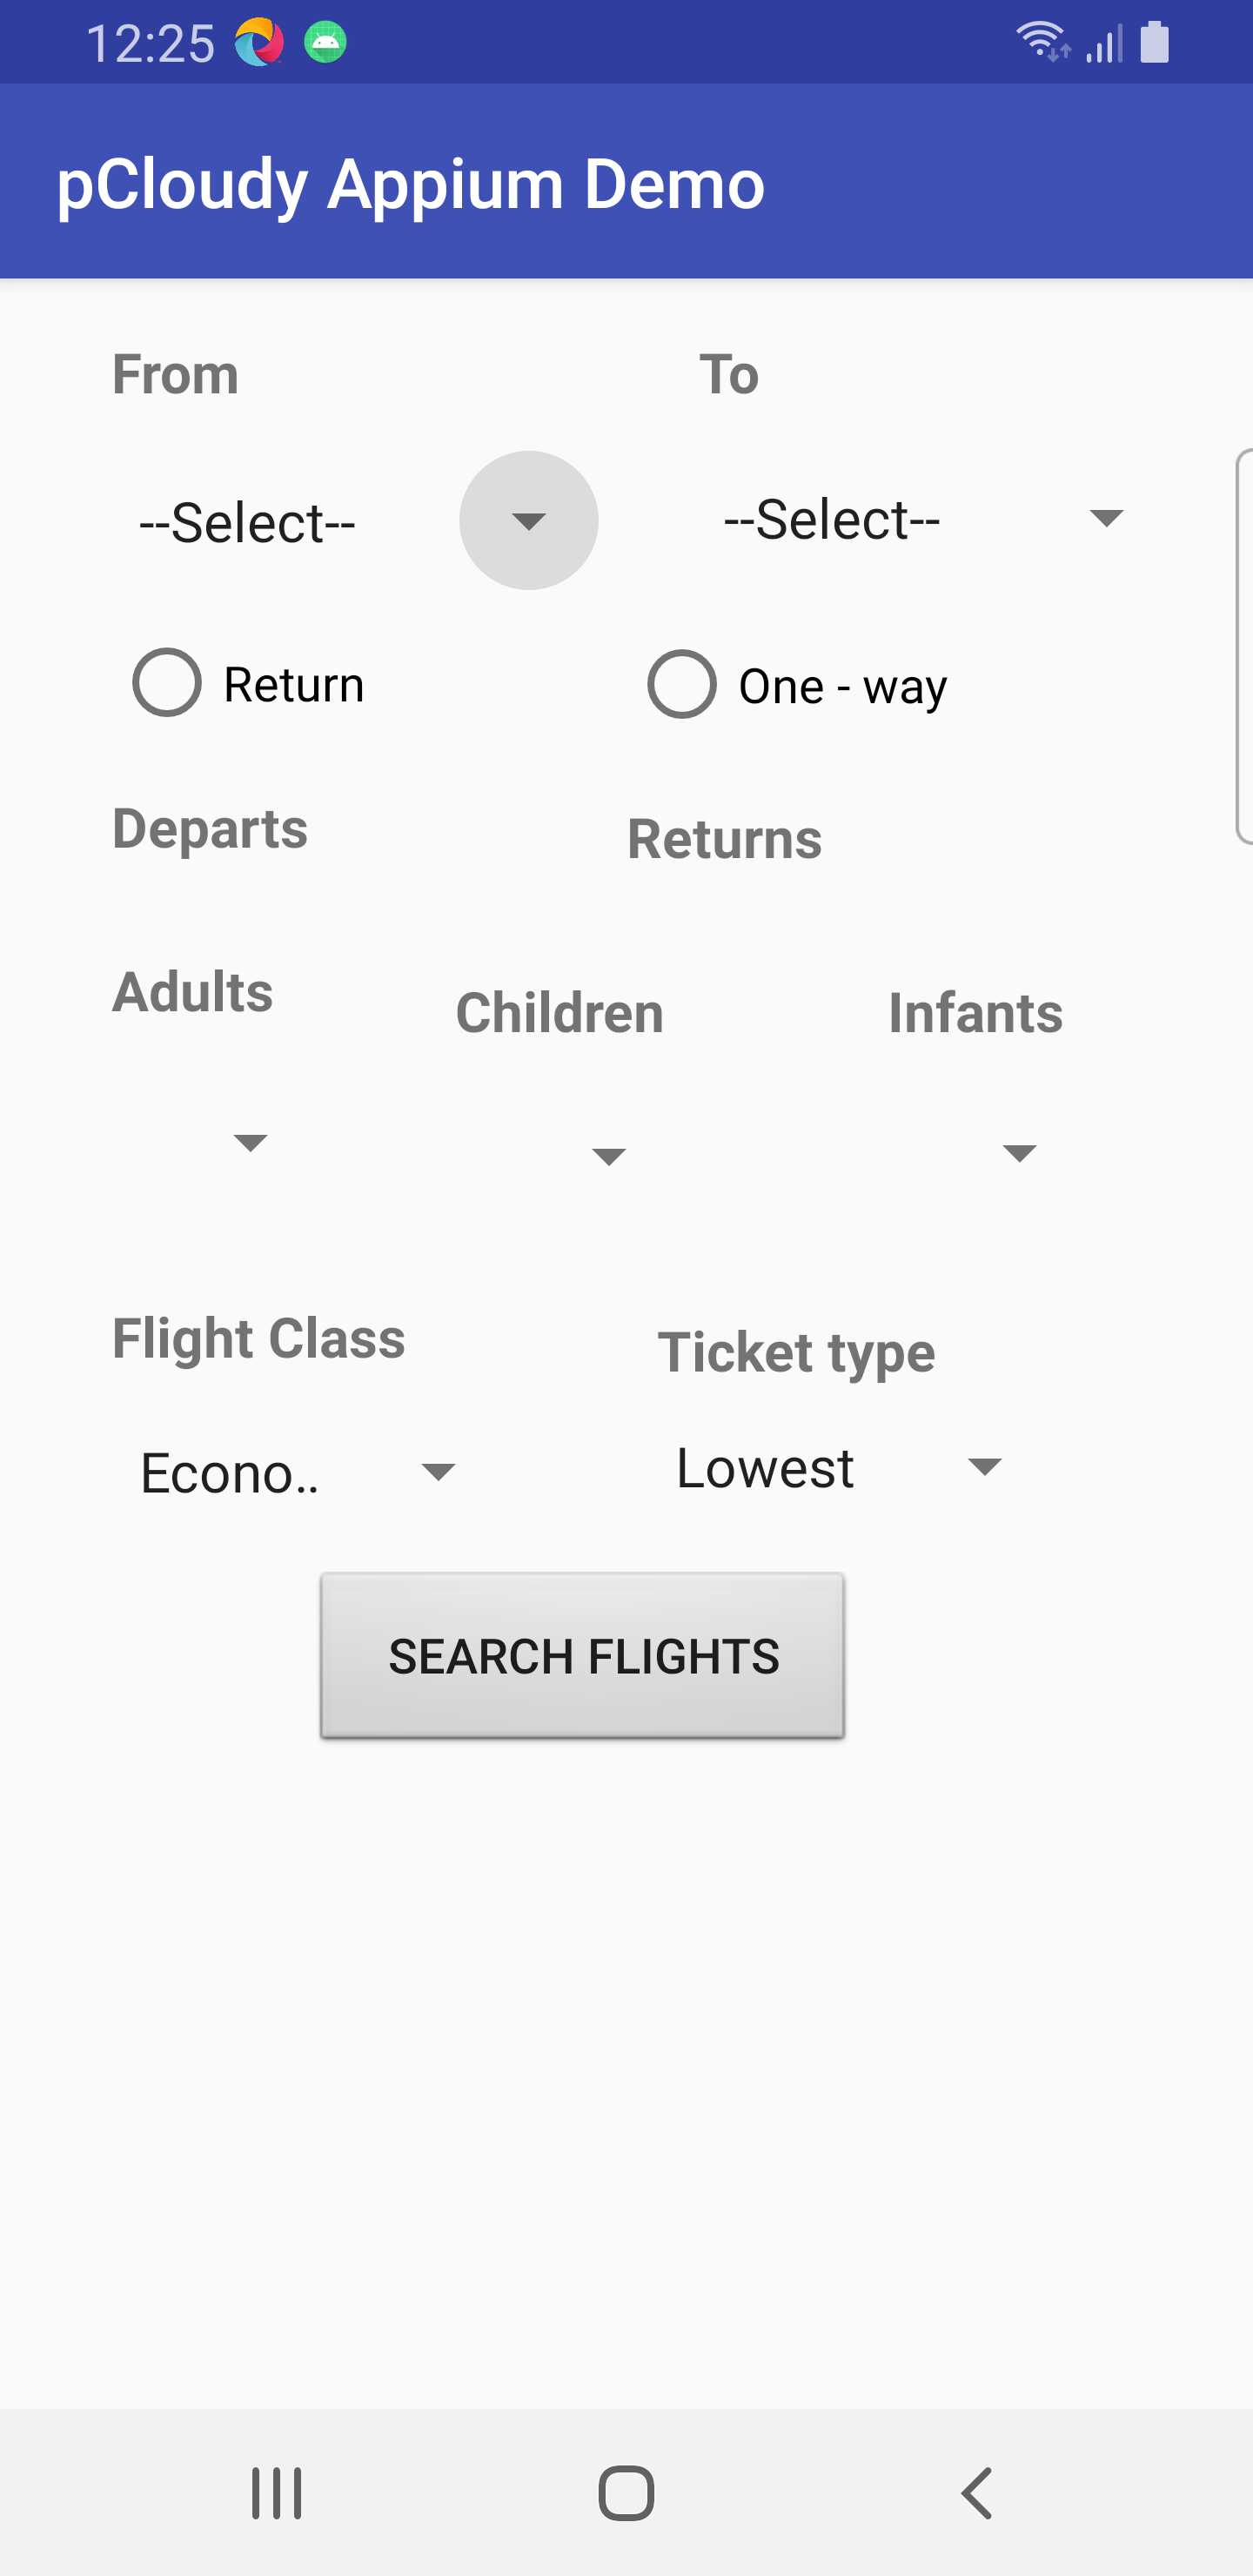 12:25
pCloudy Appium Demo
From To
--Select-- --Select--
Return One - way
Departs Returns
Adults Children Infants
Flight Class Ticket type
Econo.. Lowest
SEARCH FLIGHTS